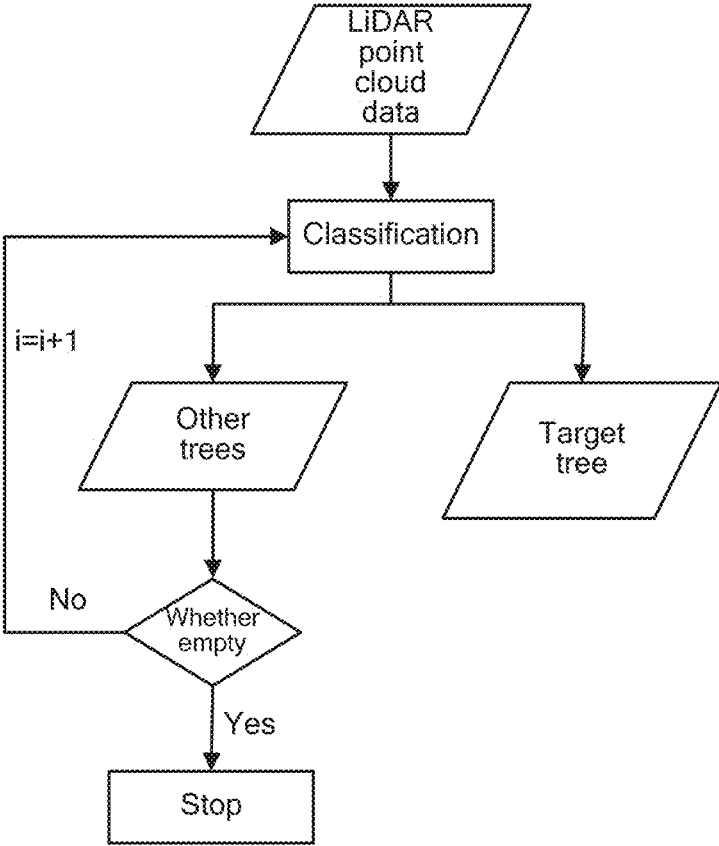 LiDAR
point
cloud
data
Classification
i=i+1
Other
trees
Target
tree
No
Whether
empty
Yes
Stop